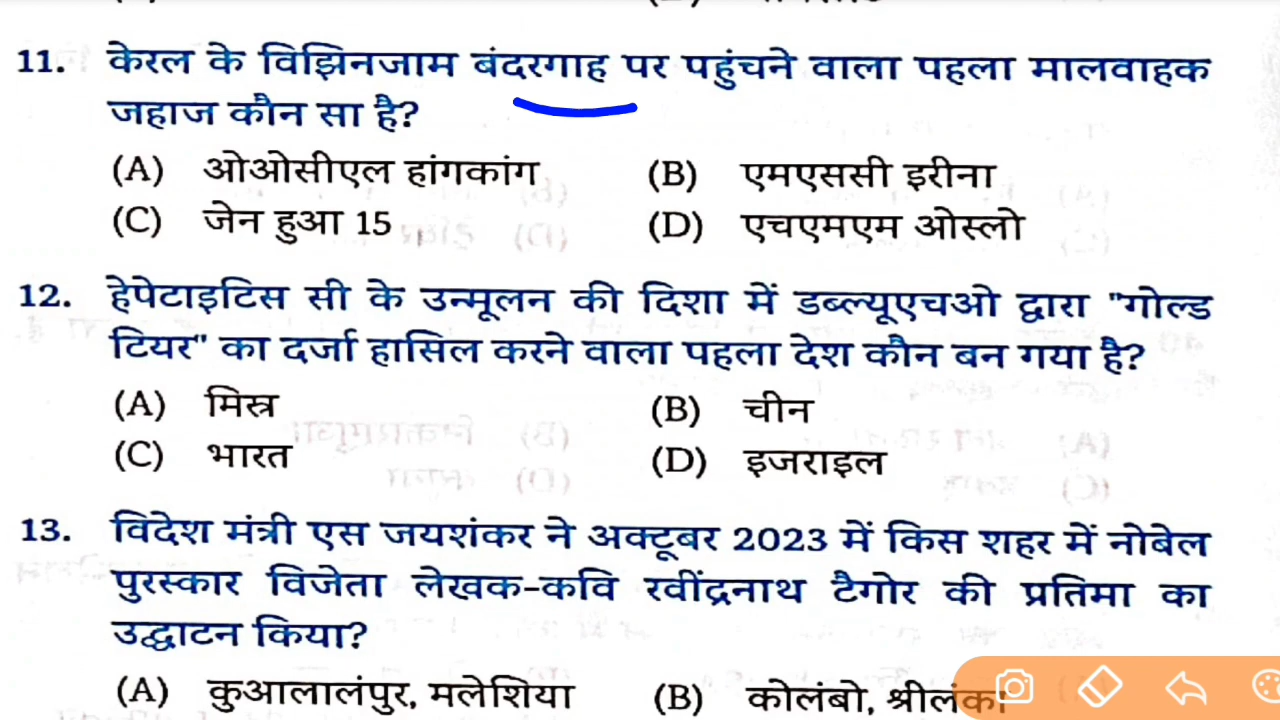 11. केरल के विझिनजाम बंदरगाह पर पहुंचने वाला पहला मालवाहक
जहाज कौन सा है?
(A) ओओसीएल हांगकांग (B) एमएससी इरीना
(C) जेन हुआ 15 (D) एचएमएम ओस्लो
12. हेपेटाइटिस सी के उन्मूलन की दिशा में डब्ल्यूएचओ द्वारा "गोल्ड
टियर" का दर्जा हासिल करने वाला पहला देश कौन बन गया है?
(A) मिस्र (B) चीन
(C) भारत (D) इजराइल
13. विदेश मंत्री एस जयशंकर ने अक्टूबर 2023 में किस शहर में नोबेल
पुरस्कार विजेता लेखक-कवि रवींद्रनाथ टैगोर की प्रतिमा का
उद्घाटन किया?
(A) कुआलालंपुर, मलेशिया (B) कोलंबो, श्रीलंका